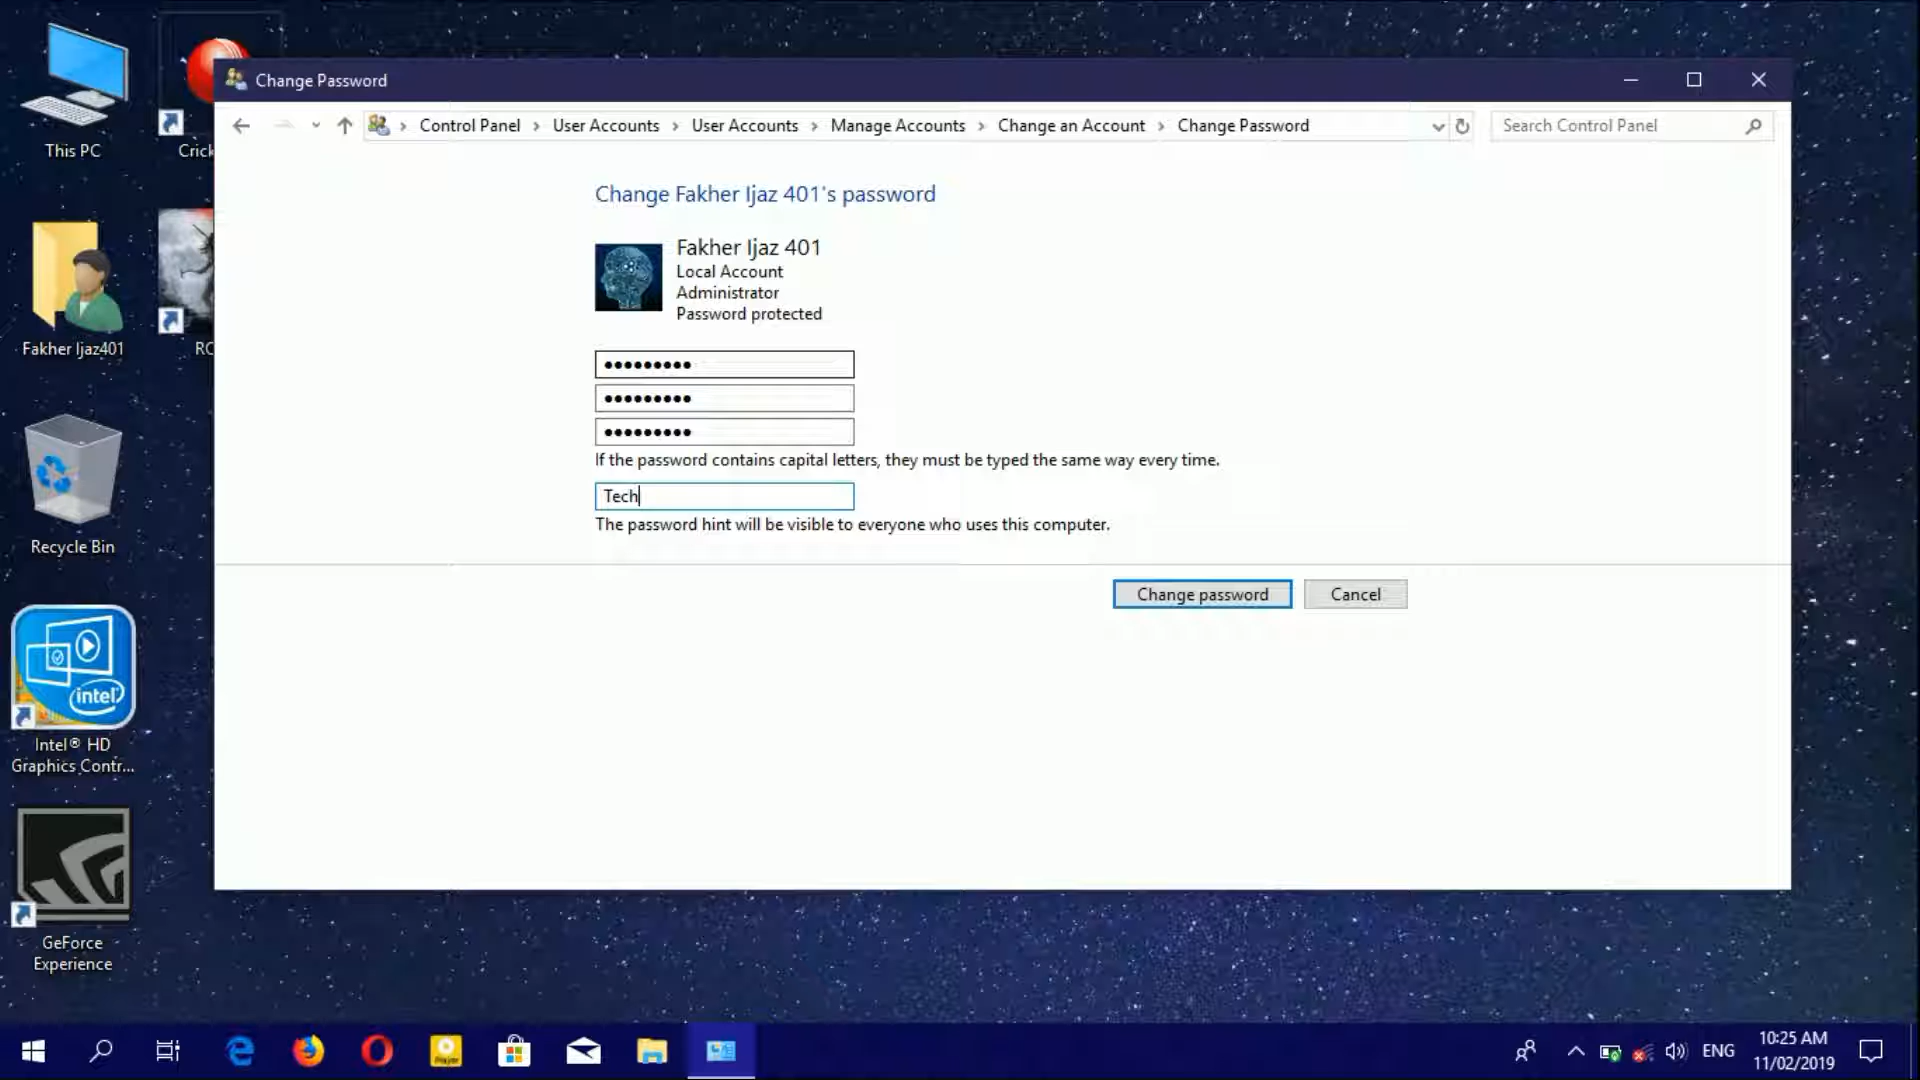 Change Password
Control Panel > User Accounts > User Accounts > Manage Accounts > Change an Account > Change Password
Search Control Panel
Change Fakher Ijaz 401's password
Fakher Ijaz 401
Local Account
Administrator
Password protected
•••••••••
•••••••••
•••••••••
If the password contains capital letters, they must be typed the same way every time.
Tech
The password hint will be visible to everyone who uses this computer.
Change password
Cancel
This PC
Crick
Fakher Ijaz401
Recycle Bin
intel
Intel® HD
Graphics Contr...
GeForce
Experience
ENG
10:25 AM
11/02/2019